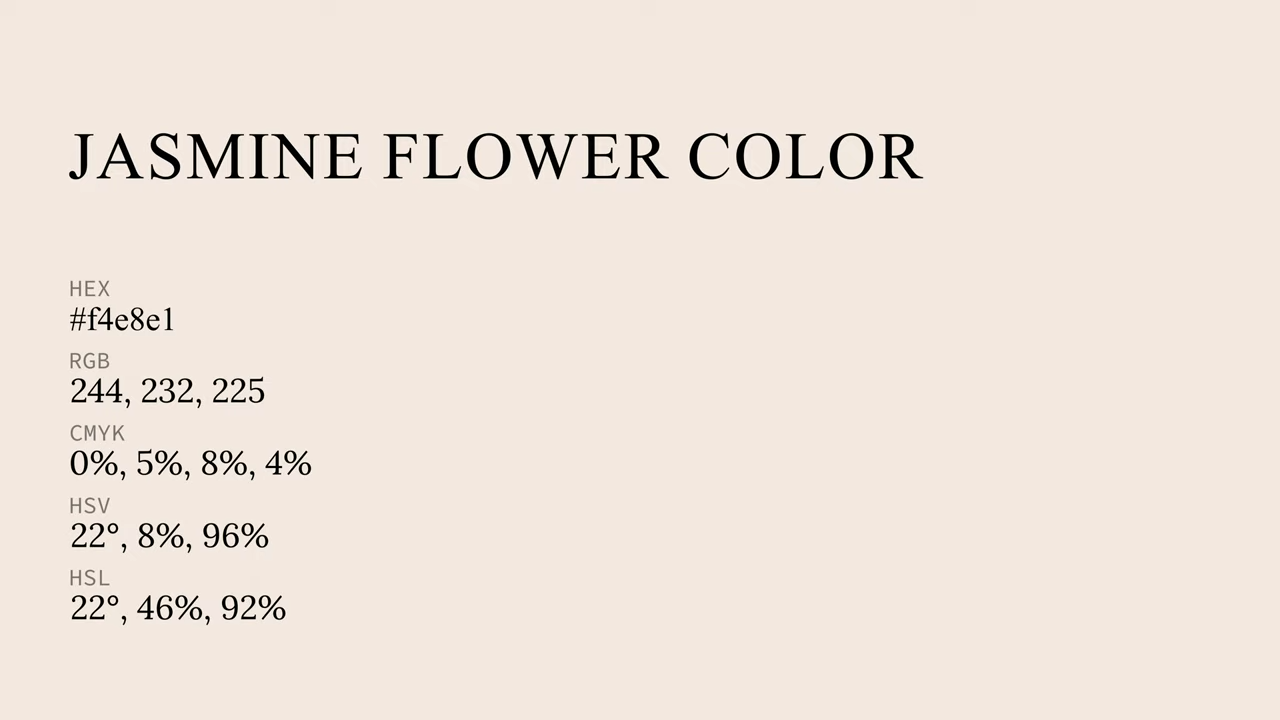 JASMINE FLOWER COLOR
HEX
#f4e8e1
RGB
244, 232, 225
CMYK
0%, 5%, 8%, 4%
HSV
22°, 8%, 96%
HSL
22°, 46%, 92%